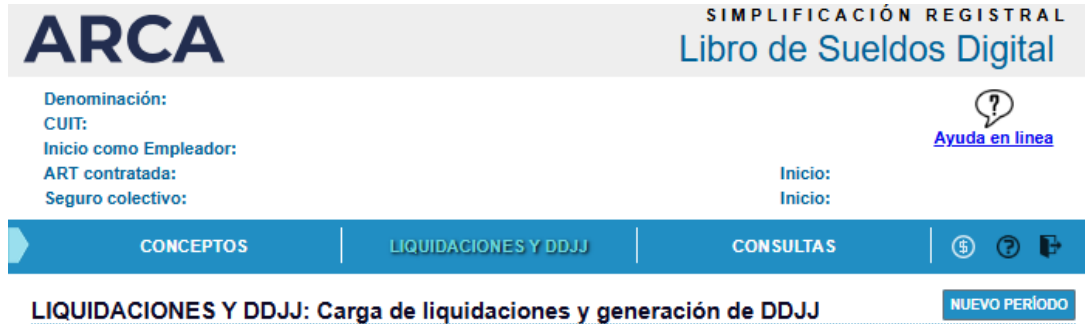 ARCA
SIMPLIFICACIÓN REGISTRAL
Libro de Sueldos Digital
Denominación:
CUIT:
Inicio como Empleador:
ART contratada:
Inicio:
Seguro colectivo:
Inicio:
?
Ayuda en linea
CONCEPTOS
LIQUIDACIONES Y DDJJ
CONSULTAS
$ ?
LIQUIDACIONES Y DDJJ: Carga de liquidaciones y generación de DDJJ
NUEVO PERÍODO